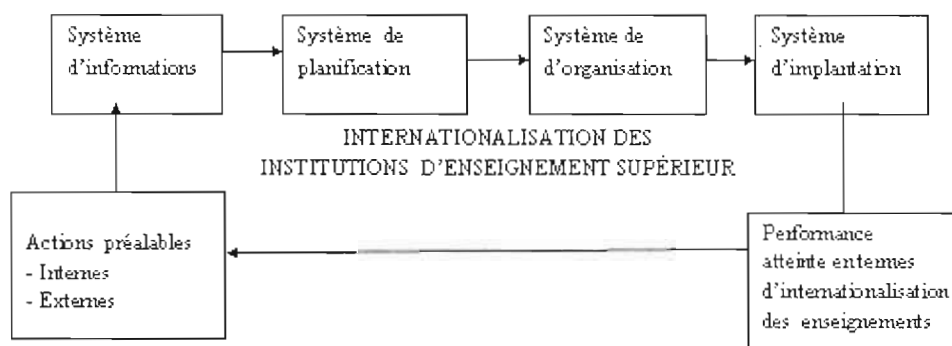 Système
d'informations
Système de
planification
Système de
d'organisation
Système
d'implantation
INTERNATIONALISATION DES
INSTITUTIONS D'ENSEIGNEMENT SUPÉRIEUR
Actions préalables
- Internes
- Externes
Performance
atteinte en termes
d'internationalisation
des enseignements